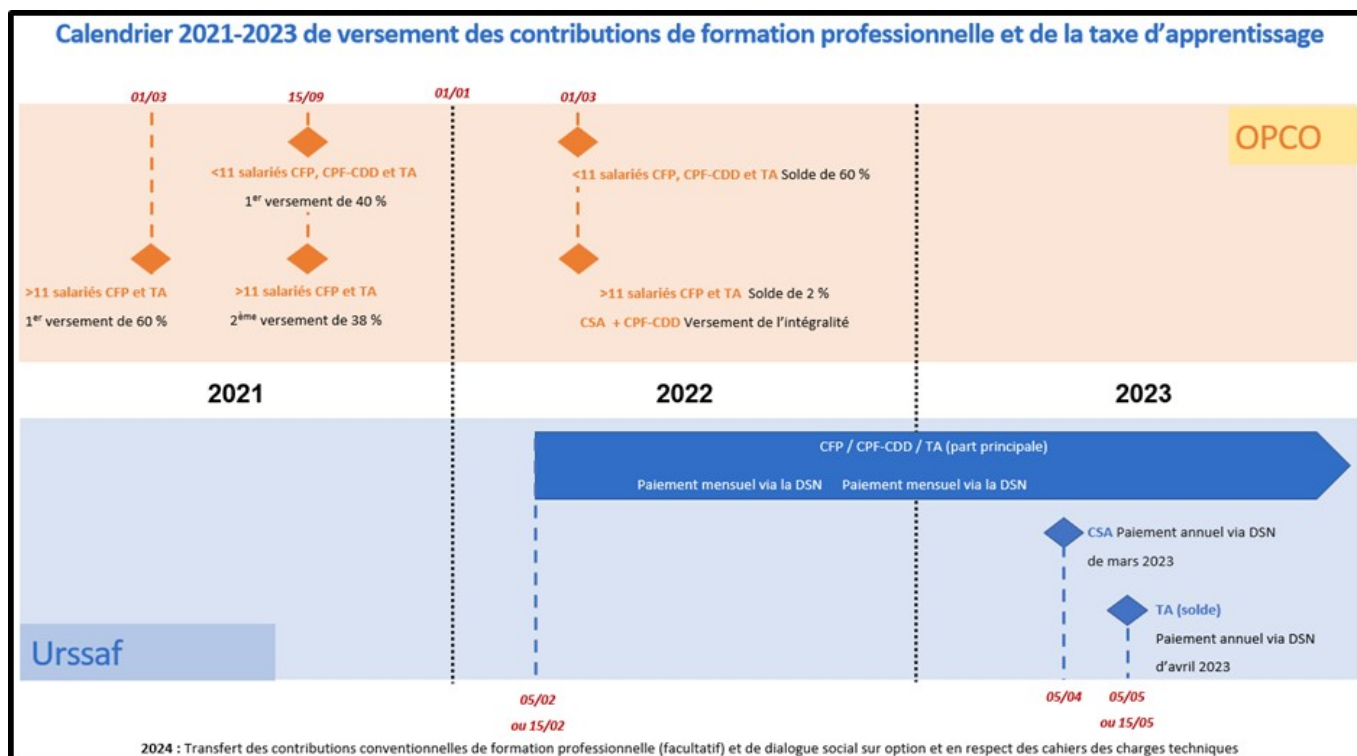 Calendrier 2021-2023 de versement des contributions de formation professionnelle et de la taxe d'apprentissage
01/03
15/09
01/01
01/03
OPCO
<11 salariés CFP, CPF-CDD et TA
1er versement de 40 %
<11 salariés CFP, CPF-CDD et TA Solde de 60 %
>11 salariés CFP et TA
1er versement de 60 %
>11 salariés CFP et TA
2ème versement de 38 %
>11 salariés CFP et TA Solde de 2 %
CSA + CPF-CDD Versement de l'intégralité
2021
2022
2023
CFP / CPF-CDD / TA (part principale)
Paiement mensuel via la DSN Paiement mensuel via la DSN
CSA Paiement annuel via DSN
de mars 2023
TA (solde)
Paiement annuel via DSN
d'avril 2023
Urssaf
05/02
ou 15/02
05/04
05/05
ou 15/05
2024 : Transfert des contributions conventionnelles de formation professionnelle (facultatif) et de dialogue social sur option et en respect des cahiers des charges techniques